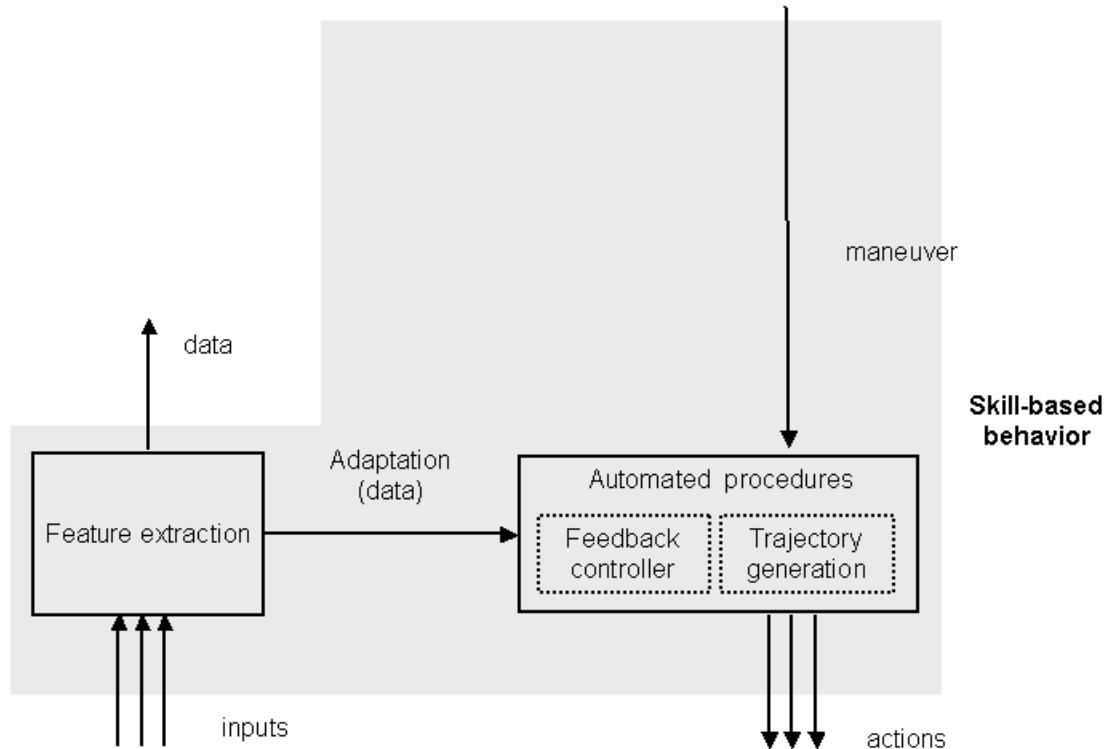 maneuver
data
Skill-based
behavior
Adaptation
(data)
Automated procedures
Feature extraction
Feedback
controller
Trajectory
generation
inputs
actions